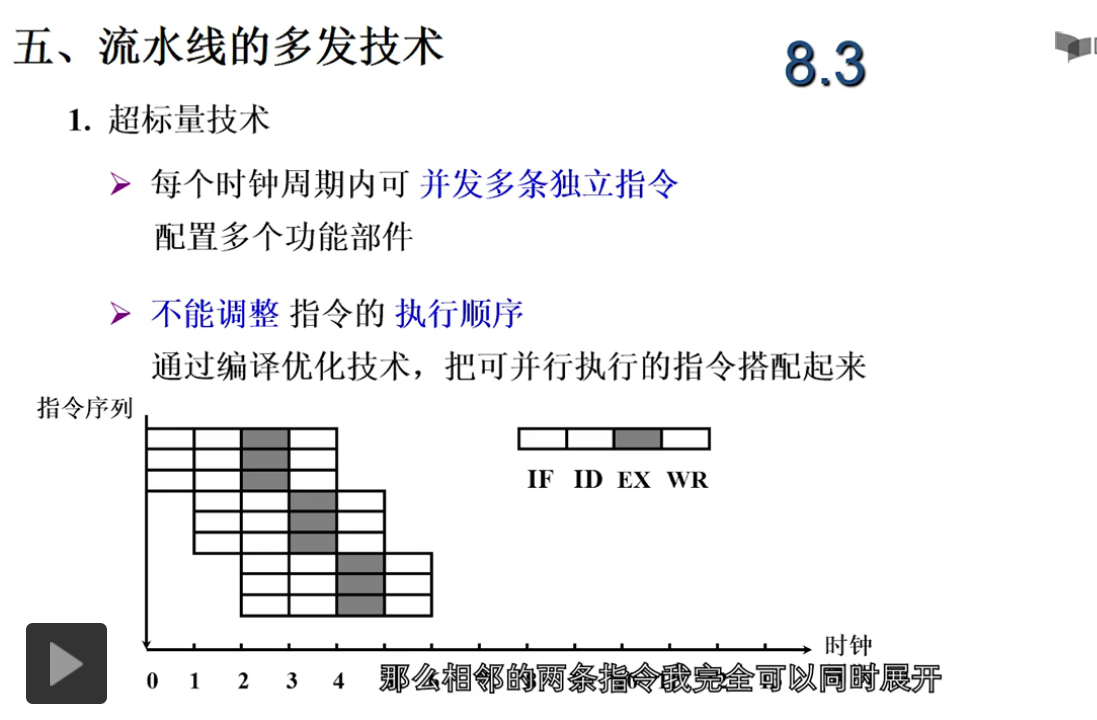 五、流水线的多发技术
8.3
1. 超标量技术
➢ 每个时钟周期内可 并发多条独立指令
配置多个功能部件
➢ 不能调整 指令的 执行顺序
通过编译优化技术，把可并行执行的指令搭配起来
指令序列
IF ID EX WR
时钟
0 1 2 3 4
那么相邻的两条指令我完全可以同时展开